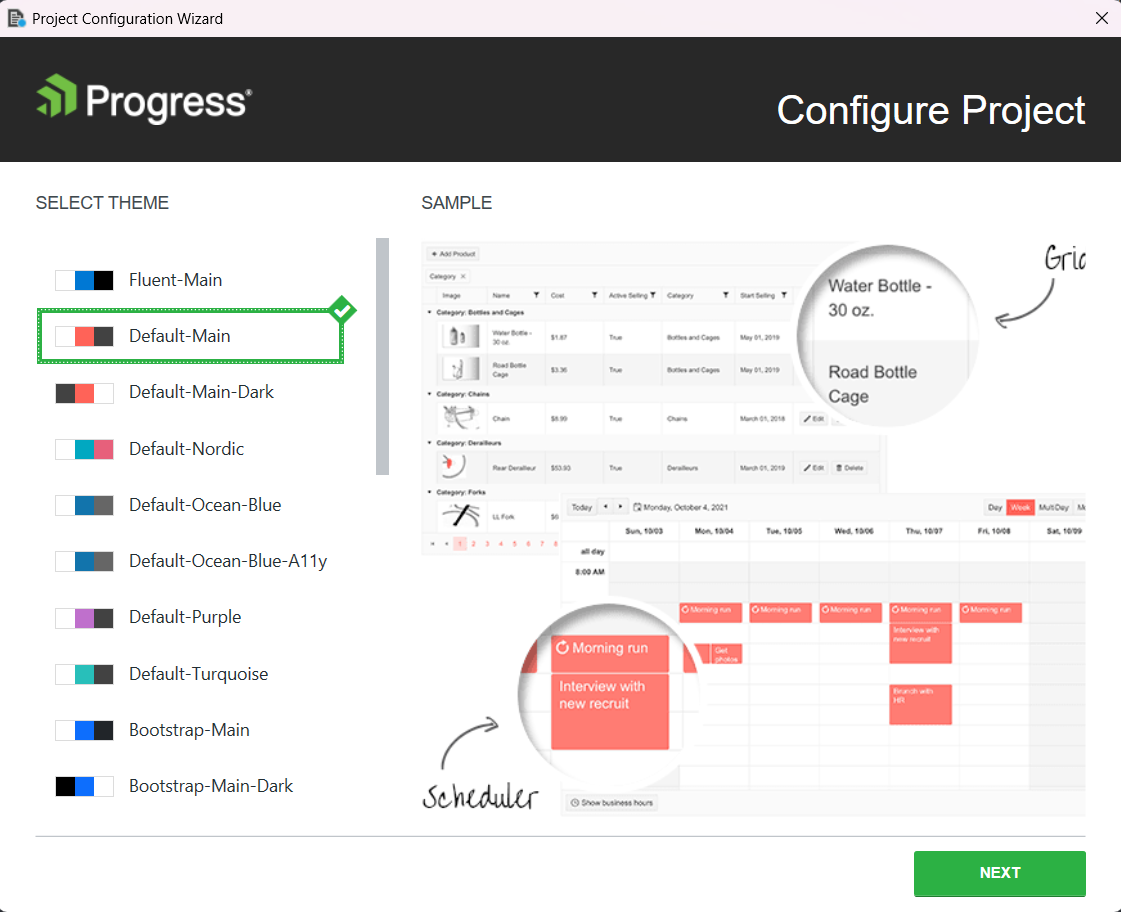 Project Configuration Wizard
Progress®
Configure Project
SELECT THEME
Fluent-Main
Default-Main
Default-Main-Dark
Default-Nordic
Default-Ocean-Blue
Default-Ocean-Blue-A11y
Default-Purple
Default-Turquoise
Bootstrap-Main
Bootstrap-Main-Dark
SAMPLE
+ Add Product
Category ×
Image Name Cost Active Selling Category Start Selling
Category: Bottles and Cages
Water Bottle - 30 oz. $1.87 True Bottles and Cages May 01, 2019
Road Bottle Cage $3.36 True Bottles and Cages May 01, 2019
Category: Chains
Chain $8.99 True Chains March 01, 2018 Edit
Category: Derailleurs
Rear Derailleur $53.93 True Derailleurs March 01, 2019 Edit Delete
Category: Forks
LL Fork $6
1 2 3 4 5 6 7 8
Water Bottle -
30 oz.
Road Bottle
Cage
Grid
Today Monday, October 4, 2021 Day Week MultiDay
Sun, 10/03 Mon, 10/04 Tue, 10/05 Wed, 10/06 Thu, 10/07 Fri, 10/08 Sat, 10/09
all day
8:00 AM
Morning run Morning run Morning run Morning run Morning run
Interview with
new recruit
Get
photos
Brunch with
HR
Morning run
Interview with
new recruit
Scheduler
Show business hours
NEXT